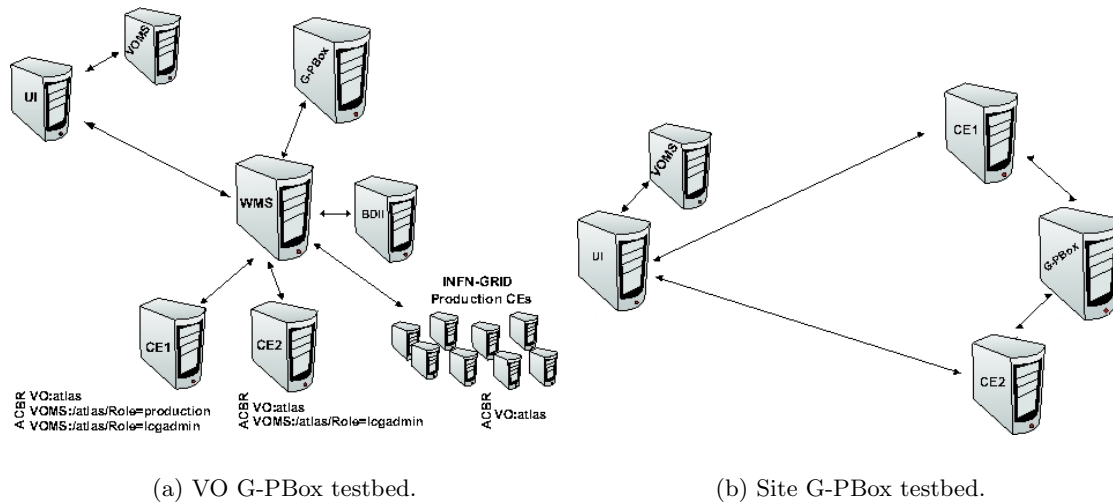 VOMS
UI
G-PBox
WMS
BDII
INFN-GRID
Production CEs
CE1
CE2
ACBR
VO:atlas
VOMS:/atlas/Role=production
VOMS:/atlas/Role=lcgadmin
ACBR
VO:atlas
VOMS:/atlas/Role=lcgadmin
ACBR
VO:atlas
(a) VO G-PBox testbed.
CE1
VOMS
UI
G-PBox
CE2
(b) Site G-PBox testbed.